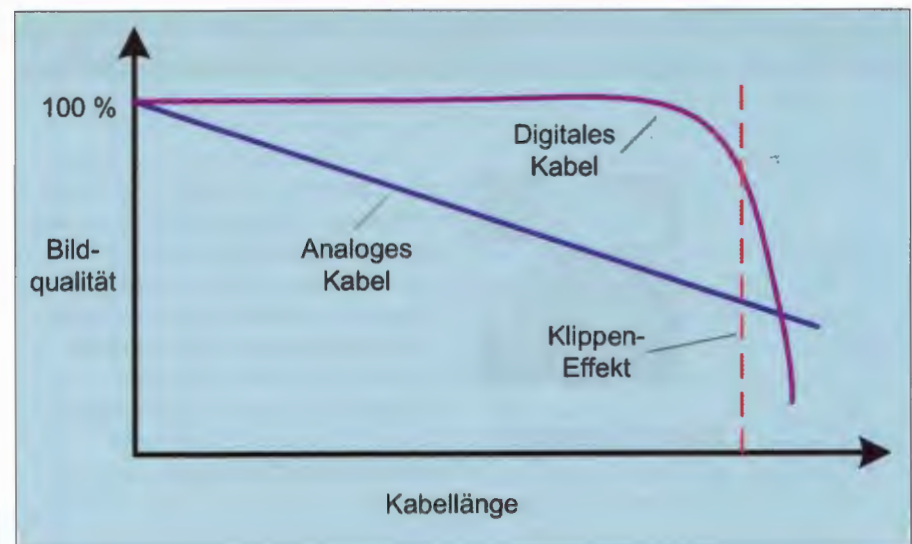 100 %
Digitales
Kabel
Bild-
qualität
Analoges
Kabel
Klippen-
Effekt
Kabellänge